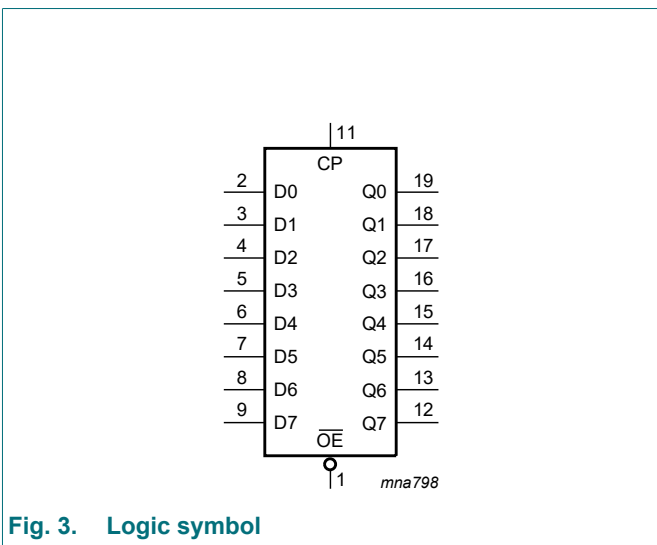 11
CP
2 D0 Q0 19
3 D1 Q1 18
4 D2 Q2 17
5 D3 Q3 16
6 D4 Q4 15
7 D5 Q5 14
8 D6 Q6 13
9 D7 Q7 12
O̅E̅
1 mna798
Fig. 3. Logic symbol